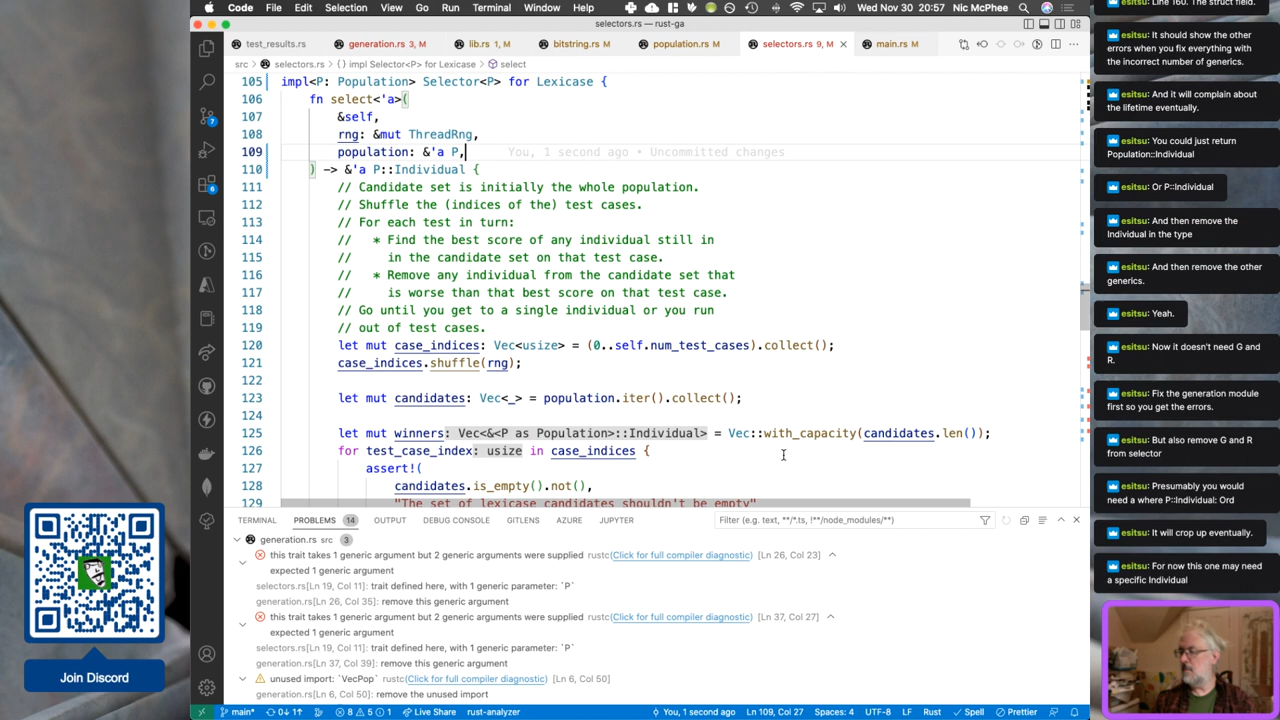 Code File Edit Selection View Go Run Terminal Window Help
Wed Nov 30 20:57 Nic McPhee
selectors.rs — rust-ga
test_results.rs generation.rs 3, M lib.rs 1, M bitstring.rs M population.rs M selectors.rs 9, M main.rs M
src > selectors.rs > {} impl Selector<P> for Lexicase > select
105 impl<P: Population> Selector<P> for Lexicase {
106 fn select<'a>(
107 &self,
108 rng: &mut ThreadRng,
109 population: &'a P, You, 1 second ago • Uncommitted changes
110 ) -> &'a P::Individual {
111 // Candidate set is initially the whole population.
112 // Shuffle the (indices of the) test cases.
113 // For each test in turn:
114 // * Find the best score of any individual still in
115 // in the candidate set on that test case.
116 // * Remove any individual from the candidate set that
117 // is worse than that best score on that test case.
118 // Go until you get to a single individual or you run
119 // out of test cases.
120 let mut case_indices: Vec<usize> = (0..self.num_test_cases).collect();
121 case_indices.shuffle(rng);
122
123 let mut candidates: Vec<_> = population.iter().collect();
124
125 let mut winners: Vec<&<P as Population>::Individual> = Vec::with_capacity(candidates.len());
126 for test_case_index: usize in case_indices {
127 assert!(
128 candidates.is_empty().not(),
129 "The set of lexicase candidates shouldn't be empty"
TERMINAL PROBLEMS 14 OUTPUT DEBUG CONSOLE GITLENS AZURE JUPYTER
Filter (e.g. text, **/*.ts, !**/node_modules/**)
generation.rs src 3
this trait takes 1 generic argument but 2 generic arguments were supplied rustc(Click for full compiler diagnostic) [Ln 26, Col 23]
expected 1 generic argument
selectors.rs[Ln 19, Col 11]: trait defined here, with 1 generic parameter: `P`
generation.rs[Ln 26, Col 35]: remove this generic argument
this trait takes 1 generic argument but 2 generic arguments were supplied rustc(Click for full compiler diagnostic) [Ln 37, Col 27]
expected 1 generic argument
selectors.rs[Ln 19, Col 11]: trait defined here, with 1 generic parameter: `P`
generation.rs[Ln 37, Col 39]: remove this generic argument
unused import: `VecPop` rustc(Click for full compiler diagnostic) [Ln 6, Col 50]
generation.rs[Ln 6, Col 50]: remove the unused import
main* 0↓ 1↑ 8 5 1 Live Share rust-analyzer You, 1 second ago Ln 109, Col 27 Spaces: 4 UTF-8 LF Rust Spell Prettier
7
6
Join Discord
esitsu: Line 160. The struct field.
esitsu: It should show the other
errors when you fix everything with
the incorrect number of generics.
esitsu: And it will complain about
the lifetime eventually.
esitsu: You could just return
Population::Individual
esitsu: Or P::Individual
esitsu: And then remove the
Individual in the type
esitsu: And then remove the other
generics.
esitsu: Yeah.
esitsu: Now it doesn't need G and
R.
esitsu: Fix the generation module
first so you get the errors.
esitsu: But also remove G and R
from selector
esitsu: Presumably you would
need a where P::Individual: Ord
esitsu: It will crop up eventually.
esitsu: For now this one may need
a specific Individual